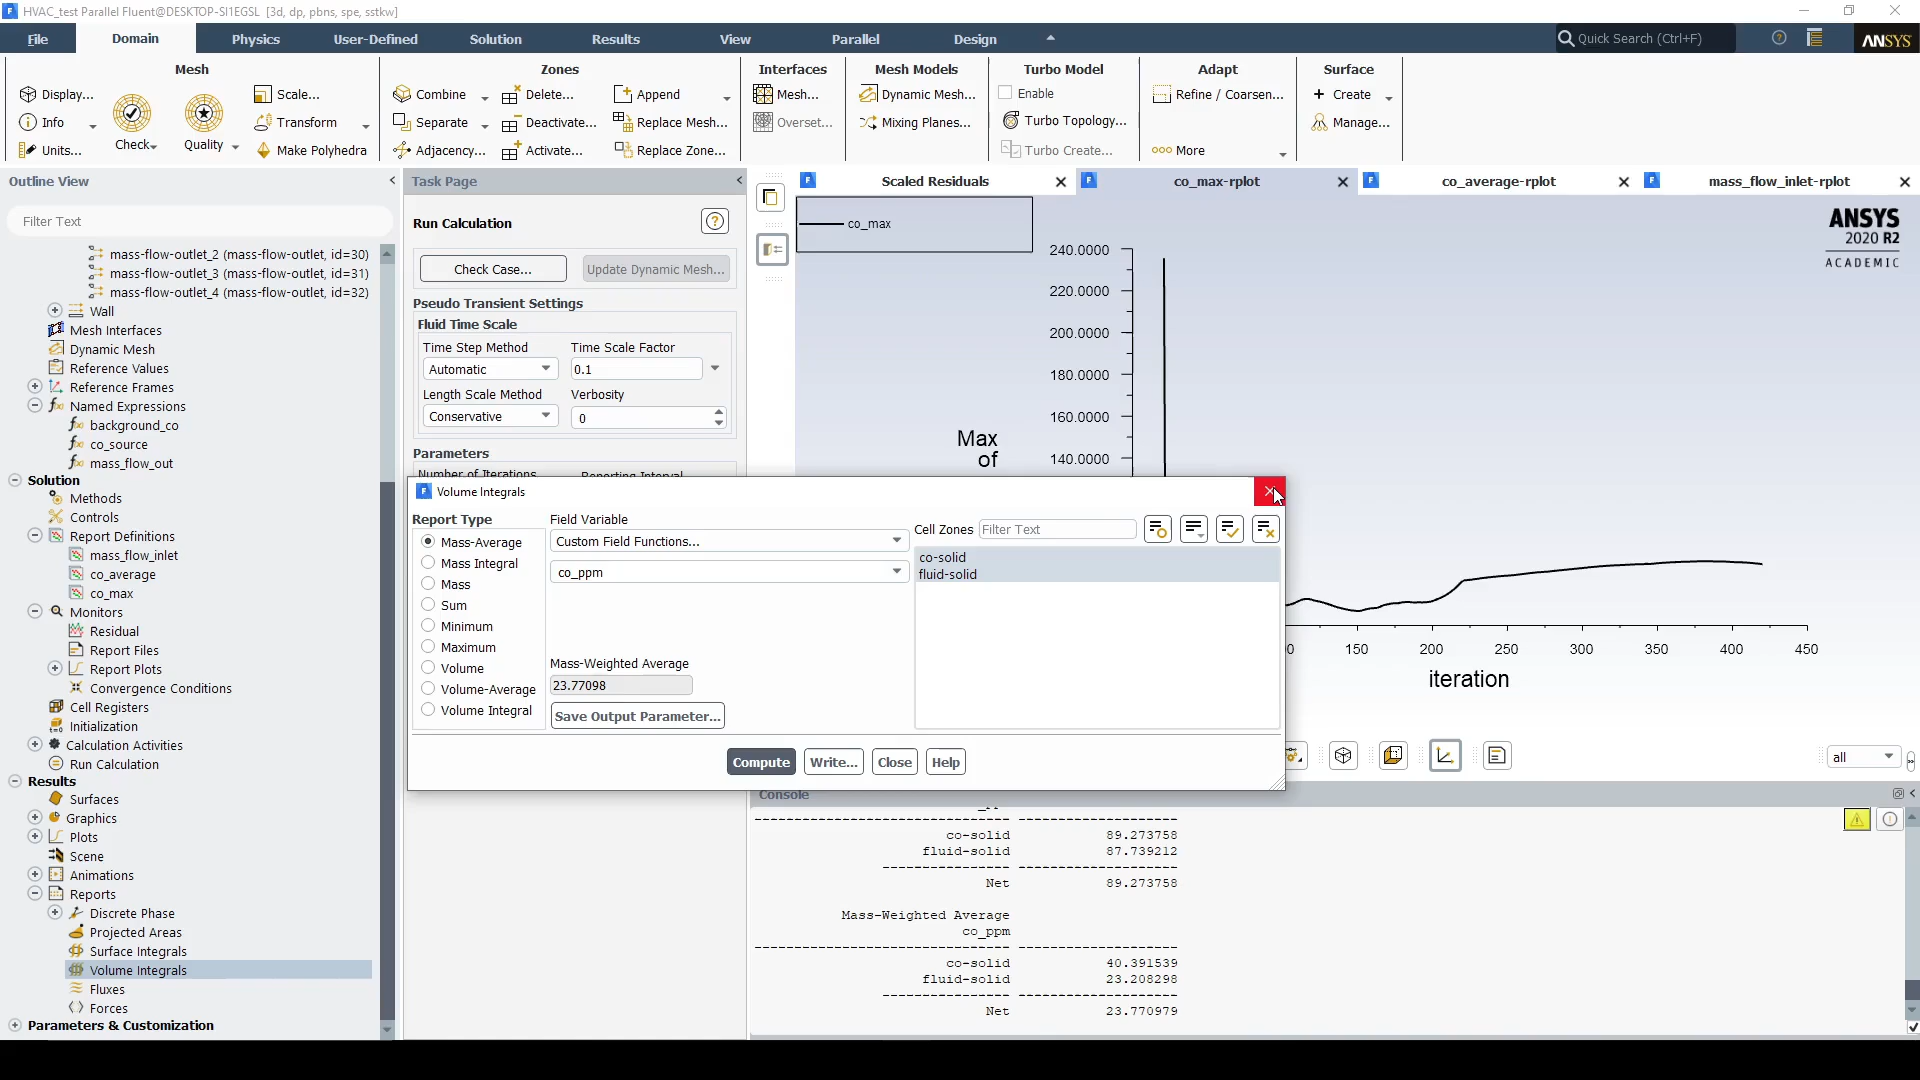 HVAC_test Parallel Fluent@DESKTOP-SI1EGSL [3d, dp, pbns, spe, sstkw]
File Domain Physics User-Defined Solution Results View Parallel Design Quick Search (Ctrl+F) ANSYS
Mesh Zones Interfaces Mesh Models Turbo Model Adapt Surface
Display... Scale... Combine Delete... Append Mesh... Dynamic Mesh... Enable Refine / Coarsen... Create
Info Transform Separate Deactivate... Replace Mesh... Overset... Mixing Planes... Turbo Topology... Manage...
Units... Check Quality Make Polyhedra Adjacency... Activate... Replace Zone... Turbo Create... More
Outline View
Filter Text
mass-flow-outlet_2 (mass-flow-outlet, id=30)
mass-flow-outlet_3 (mass-flow-outlet, id=31)
mass-flow-outlet_4 (mass-flow-outlet, id=32)
Wall
Mesh Interfaces
Dynamic Mesh
Reference Values
Reference Frames
Named Expressions
background_co
co_source
mass_flow_out
Solution
Methods
Controls
Report Definitions
mass_flow_inlet
co_average
co_max
Monitors
Residual
Report Files
Report Plots
Convergence Conditions
Cell Registers
Initialization
Calculation Activities
Run Calculation
Results
Surfaces
Graphics
Plots
Scene
Animations
Reports
Discrete Phase
Projected Areas
Surface Integrals
Volume Integrals
Fluxes
Forces
Parameters & Customization
Task Page
Run Calculation
Check Case... Update Dynamic Mesh...
Pseudo Transient Settings
Fluid Time Scale
Time Step Method Time Scale Factor
Automatic 0.1
Length Scale Method Verbosity
Conservative 0
Parameters
Number of Iterations Reporting Interval
Scaled Residuals co_max-rplot co_average-rplot mass_flow_inlet-rplot
co_max
ANSYS
2020 R2
ACADEMIC
240.0000
220.0000
200.0000
180.0000
160.0000
140.0000
Max
of
150 200 250 300 350 400 450
iteration
all
Volume Integrals
Report Type
Mass-Average
Mass Integral
Mass
Sum
Minimum
Maximum
Volume
Volume-Average
Volume Integral
Field Variable
Custom Field Functions...
co_ppm
Mass-Weighted Average
23.77098
Save Output Parameter...
Cell Zones Filter Text
co-solid
fluid-solid
Compute Write... Close Help
Console
co-solid 89.273758
fluid-solid 87.739212
Net 89.273758
Mass-Weighted Average
co_ppm
co-solid 40.391539
fluid-solid 23.208298
Net 23.770979